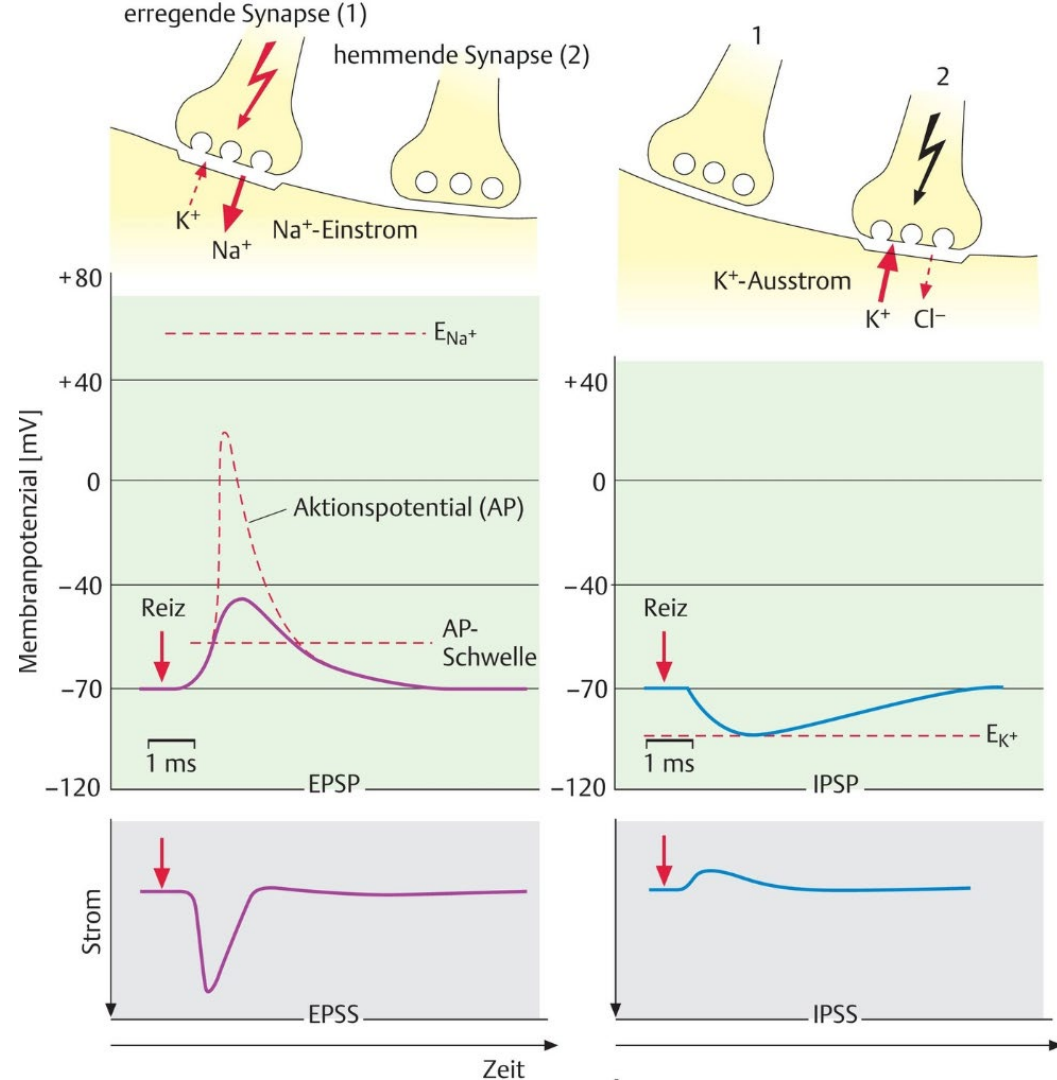 erregende Synapse (1)
hemmende Synapse (2)
K⁺
Na⁺
Na⁺-Einstrom
1
2
K⁺-Ausstrom
K⁺
Cl⁻
Membranpotenzial [mV]
+80
+40
0
−40
−70
−120
E_Na⁺
Aktionspotential (AP)
Reiz
AP-
Schwelle
1 ms
EPSP
+40
0
−40
−70
−120
Reiz
E_K⁺
1 ms
IPSP
Strom
EPSS
IPSS
Zeit